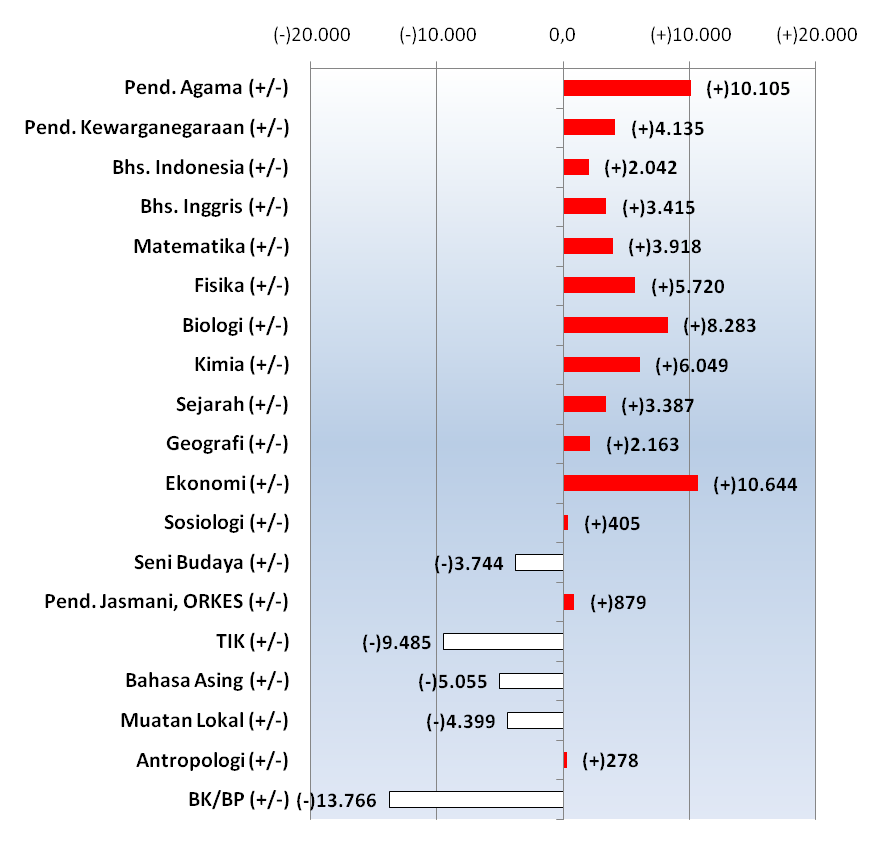 (-)20.000 (-)10.000 0,0 (+)10.000 (+)20.000
Pend. Agama (+/-) (+)10.105
Pend. Kewarganegaraan (+/-) (+)4.135
Bhs. Indonesia (+/-) (+)2.042
Bhs. Inggris (+/-) (+)3.415
Matematika (+/-) (+)3.918
Fisika (+/-) (+)5.720
Biologi (+/-) (+)8.283
Kimia (+/-) (+)6.049
Sejarah (+/-) (+)3.387
Geografi (+/-) (+)2.163
Ekonomi (+/-) (+)10.644
Sosiologi (+/-) (+)405
Seni Budaya (+/-) (-)3.744
Pend. Jasmani, ORKES (+/-) (+)879
TIK (+/-) (-)9.485
Bahasa Asing (+/-) (-)5.055
Muatan Lokal (+/-) (-)4.399
Antropologi (+/-) (+)278
BK/BP (+/-) (-)13.766